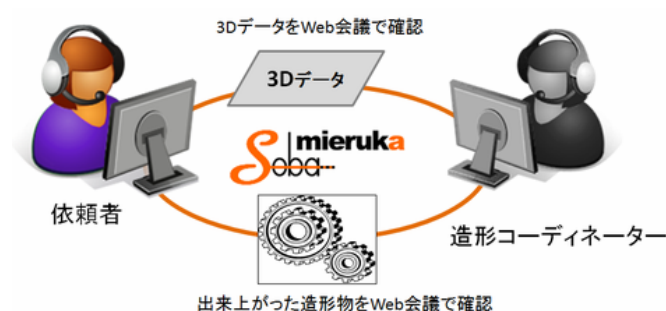 3DデータをWeb会議で確認
3Dデータ
Soba mieruka
依頼者
造形コーディネーター
出来上がった造形物をWeb会議で確認